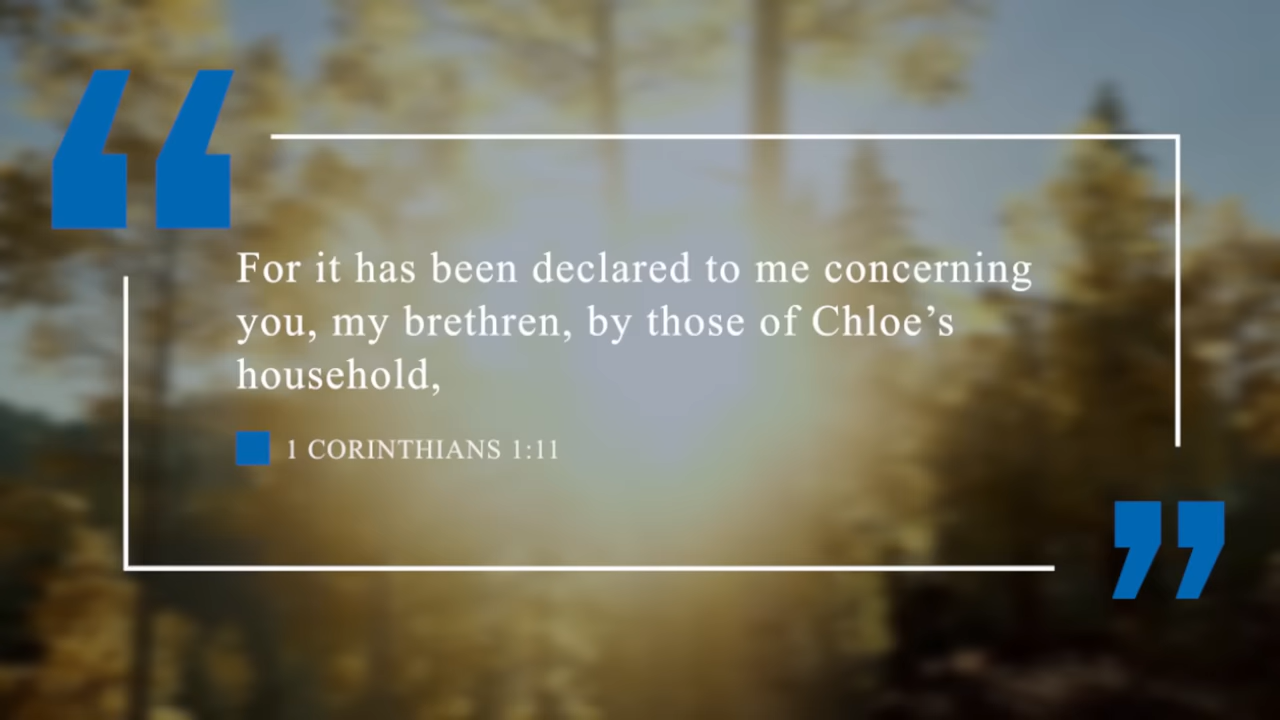 For it has been declared to me concerning
you, my brethren, by those of Chloe’s
household,
1 CORINTHIANS 1:11